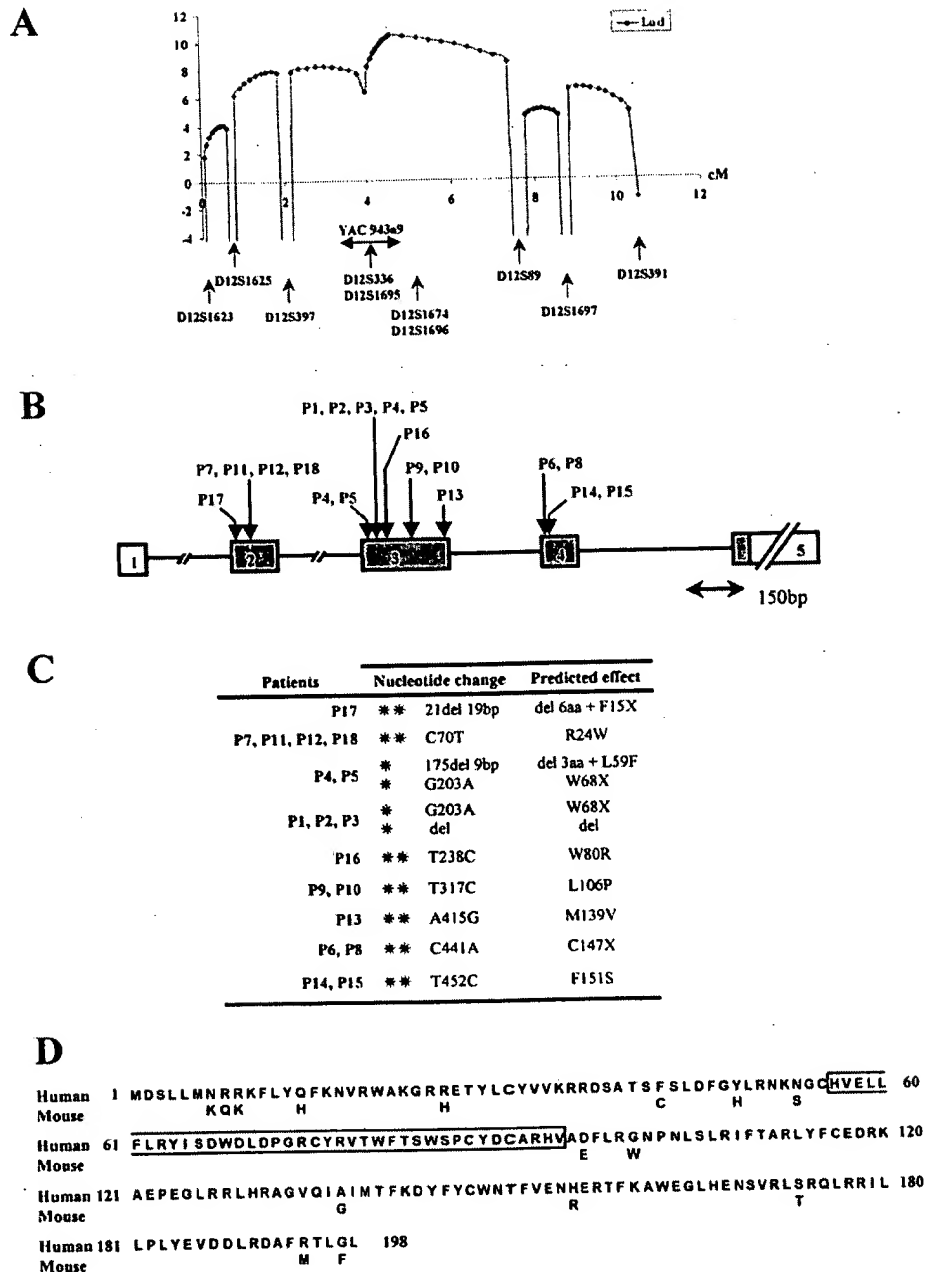 A
12
10
8
6
4
2
0
-2
-4
0 2 4 6 8 10 12
cM
Lod
YAC 943a9
D12S1625
D12S336
D12S1695
D12S89
D12S391
D12S1623
D12S397
D12S1674
D12S1696
D12S1697
B
P1, P2, P3, P4, P5
P16
P7, P11, P12, P18
P9, P10
P6, P8
P17
P4, P5
P13
P14, P15
1 2 3 4 5
150bp
C
Patients Nucleotide change Predicted effect
P17 ** 21del 19bp del 6aa + F15X
P7, P11, P12, P18 ** C70T R24W
P4, P5 * 175del 9bp del 3aa + L59F
* G203A W68X
P1, P2, P3 * G203A W68X
* del del
P16 ** T238C W80R
P9, P10 ** T317C L106P
P13 ** A415G M139V
P6, P8 ** C441A C147X
P14, P15 ** T452C F151S
D
Human 1 MDSLLMNRRKFLYQFKNVRWAKGRRETYLCYVVKRRDSATSFSLDFGYLRNKNGCHVELL 60
Mouse KQK H H C H S
Human 61 FLRYISDWDLDPGRCYRVTWFTSWSPCYDCARHVADFLRGNPNLSLRIFTARLYFCEDRK 120
Mouse E W
Human 121 AEPEGLRRLHRAGVQIAIMTFKDYFYCWNTFVENHERTFKAWEGLHENSVRLSRQLRRIL 180
Mouse G R T
Human 181 LPLYEVDDLRDAFRTLGL 198
Mouse M F